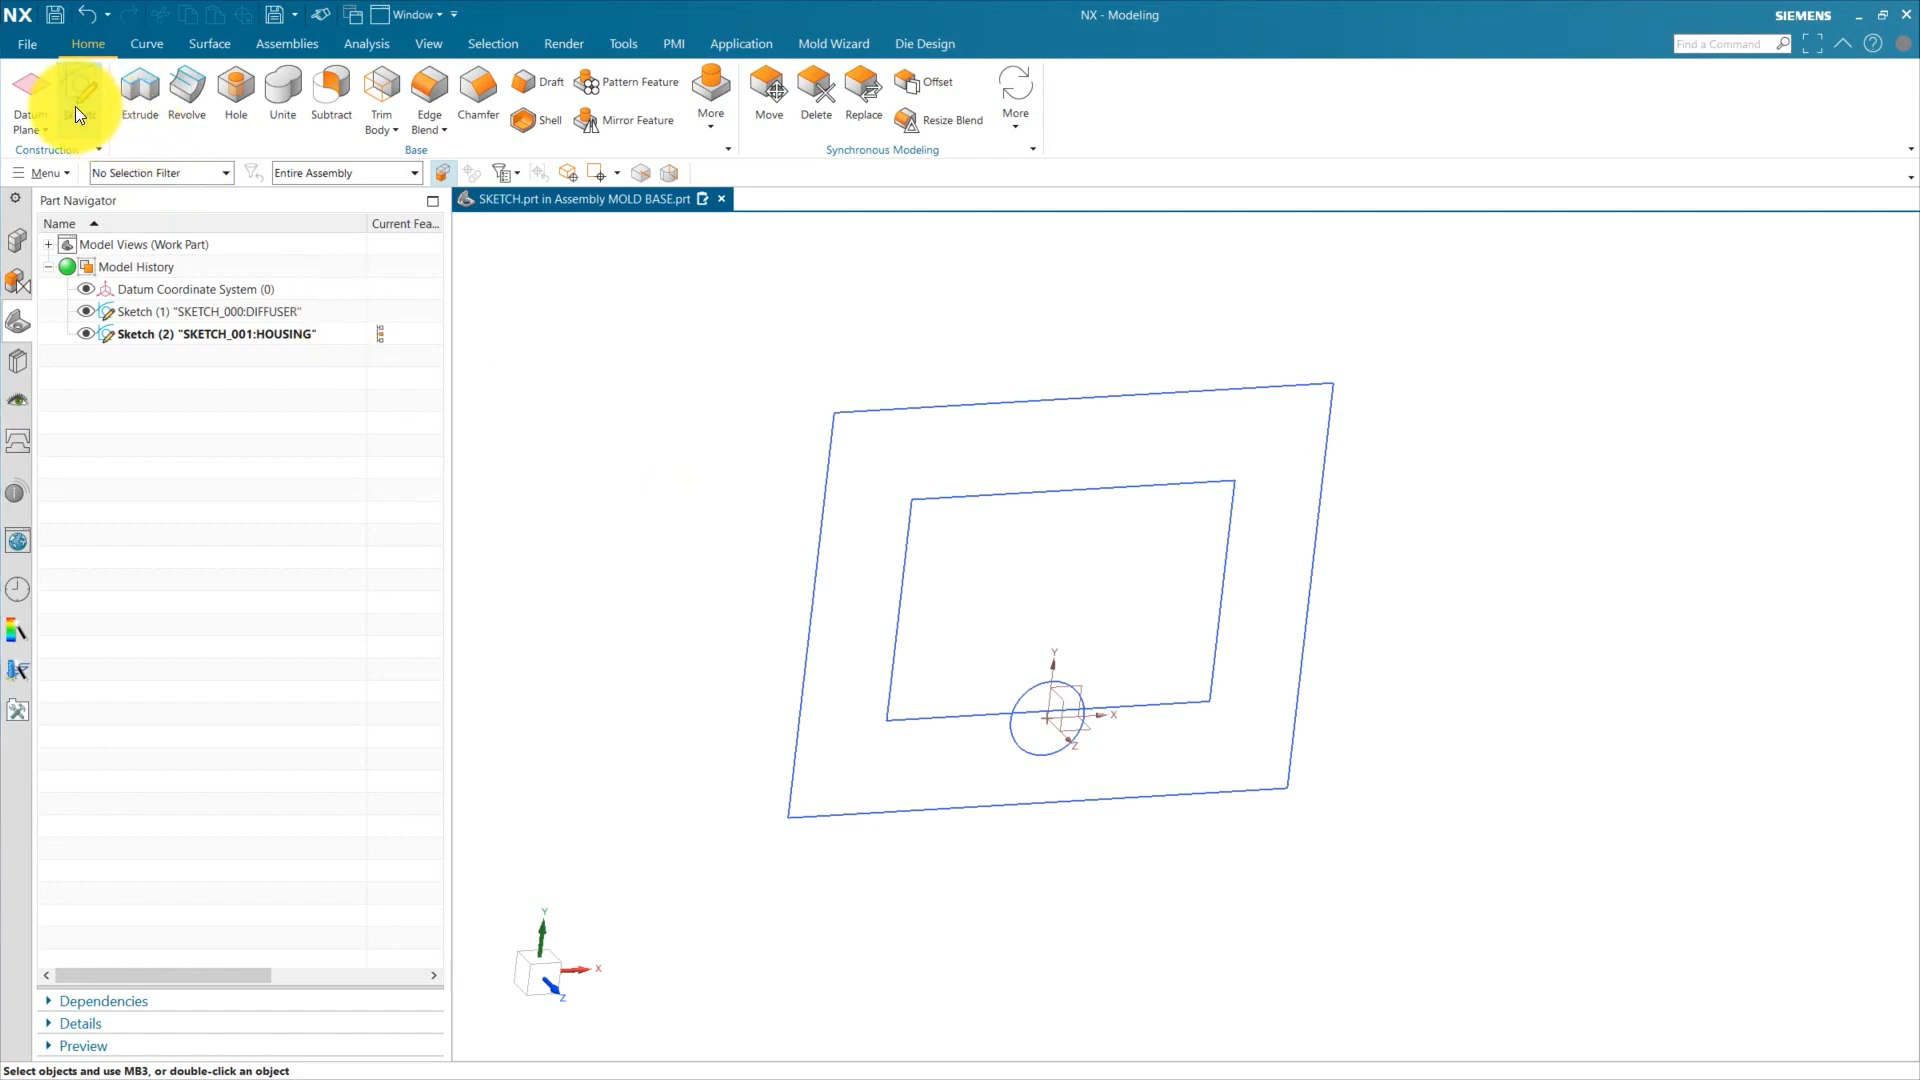 NX
Window
NX - Modeling
SIEMENS
File
Home
Curve
Surface
Assemblies
Analysis
View
Selection
Render
Tools
PMI
Application
Mold Wizard
Die Design
Find a Command
Datum
Plane
Extrude
Revolve
Hole
Unite
Subtract
Trim
Body
Edge
Blend
Chamfer
Draft
Shell
Pattern Feature
Mirror Feature
More
Move
Delete
Replace
Offset
Resize Blend
More
Construction
Base
Synchronous Modeling
Menu
No Selection Filter
Entire Assembly
Part Navigator
SKETCH.prt in Assembly MOLD BASE.prt
Name
Current Fea...
Model Views (Work Part)
Model History
Datum Coordinate System (0)
Sketch (1) "SKETCH_000:DIFFUSER"
Sketch (2) "SKETCH_001:HOUSING"
Y
X
Z
Y
X
Z
Dependencies
Details
Preview
Select objects and use MB3, or double-click an object